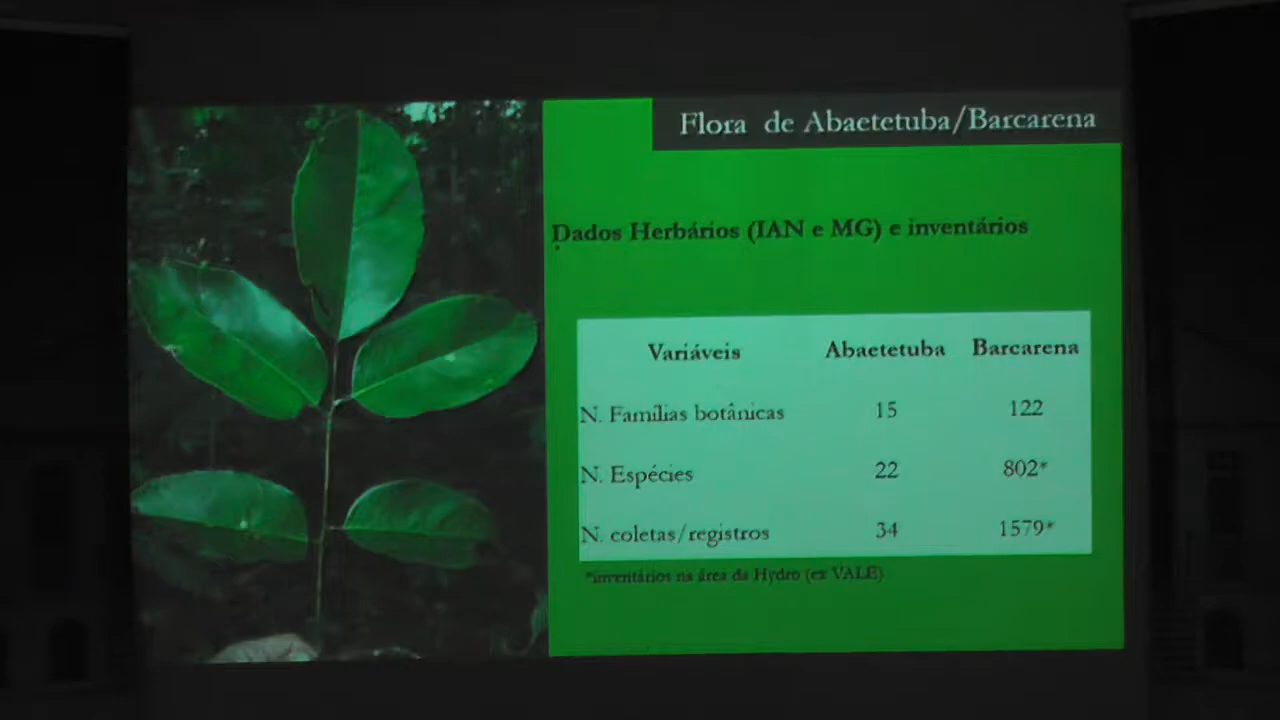 Flora de Abaetetuba/Barcarena
Dados Herbários (IAN e MG) e inventários
Variáveis Abaetetuba Barcarena
N. Famílias botânicas 15 122
N. Espécies 22 802*
N. coletas/registros 34 1579*
*inventários na área da Hydro (ex VALE)